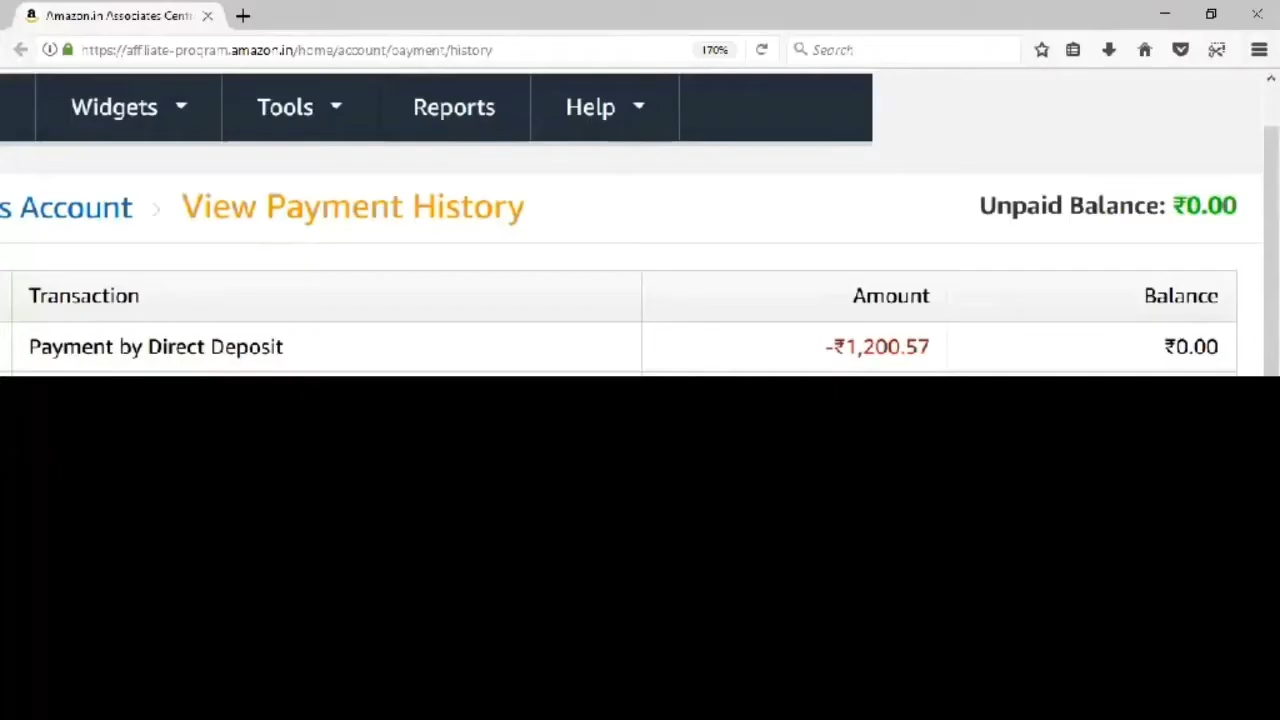 Amazon.in Associates Centr
https://affiliate-program.amazon.in/home/account/payment/history 170% Search
Widgets Tools Reports Help
s Account > View Payment History Unpaid Balance: ₹0.00
Transaction Amount Balance
Payment by Direct Deposit -₹1,200.57 ₹0.00